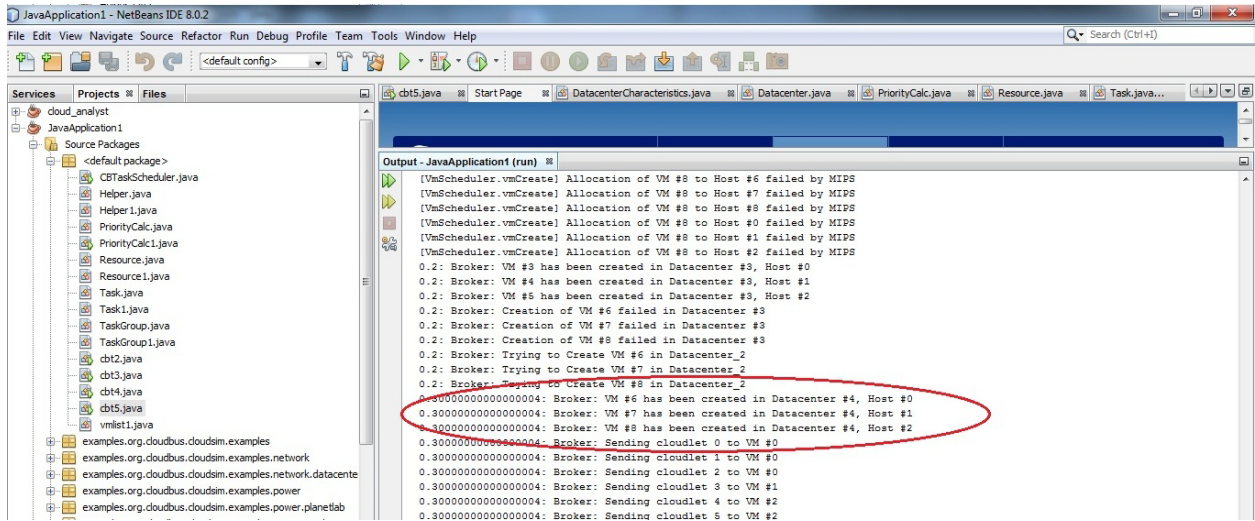 JavaApplication1 - NetBeans IDE 8.0.2
File Edit View Navigate Source Refactor Run Debug Profile Team Tools Window Help
Search (Ctrl+I)
<default config>
Services Projects Files
cbt5.java Start Page DatacenterCharacteristics.java Datacenter.java PriorityCalc.java Resource.java Task.java...
cloud_analyst
JavaApplication1
Source Packages
<default package>
CBTaskScheduler.java
Helper.java
Helper1.java
PriorityCalc.java
PriorityCalc1.java
Resource.java
Resource1.java
Task.java
Task1.java
TaskGroup.java
TaskGroup1.java
cbt2.java
cbt3.java
cbt4.java
cbt5.java
vmlist1.java
examples.org.cloudbus.cloudsim.examples
examples.org.cloudbus.cloudsim.examples.network
examples.org.cloudbus.cloudsim.examples.network.datacente
examples.org.cloudbus.cloudsim.examples.power
examples.org.cloudbus.cloudsim.examples.power.planetlab
Output - JavaApplication1 (run)
[VmScheduler.vmCreate] Allocation of VM #8 to Host #6 failed by MIPS
[VmScheduler.vmCreate] Allocation of VM #8 to Host #7 failed by MIPS
[VmScheduler.vmCreate] Allocation of VM #8 to Host #8 failed by MIPS
[VmScheduler.vmCreate] Allocation of VM #8 to Host #0 failed by MIPS
[VmScheduler.vmCreate] Allocation of VM #8 to Host #1 failed by MIPS
[VmScheduler.vmCreate] Allocation of VM #8 to Host #2 failed by MIPS
0.2: Broker: VM #3 has been created in Datacenter #3, Host #0
0.2: Broker: VM #4 has been created in Datacenter #3, Host #1
0.2: Broker: VM #5 has been created in Datacenter #3, Host #2
0.2: Broker: Creation of VM #6 failed in Datacenter #3
0.2: Broker: Creation of VM #7 failed in Datacenter #3
0.2: Broker: Creation of VM #8 failed in Datacenter #3
0.2: Broker: Trying to Create VM #6 in Datacenter_2
0.2: Broker: Trying to Create VM #7 in Datacenter_2
0.2: Broker: Trying to Create VM #8 in Datacenter_2
0.30000000000000004: Broker: VM #6 has been created in Datacenter #4, Host #0
0.30000000000000004: Broker: VM #7 has been created in Datacenter #4, Host #1
0.30000000000000004: Broker: VM #8 has been created in Datacenter #4, Host #2
0.30000000000000004: Broker: Sending cloudlet 0 to VM #0
0.30000000000000004: Broker: Sending cloudlet 1 to VM #0
0.30000000000000004: Broker: Sending cloudlet 2 to VM #0
0.30000000000000004: Broker: Sending cloudlet 3 to VM #1
0.30000000000000004: Broker: Sending cloudlet 4 to VM #2
0.30000000000000004: Broker: Sending cloudlet 5 to VM #2